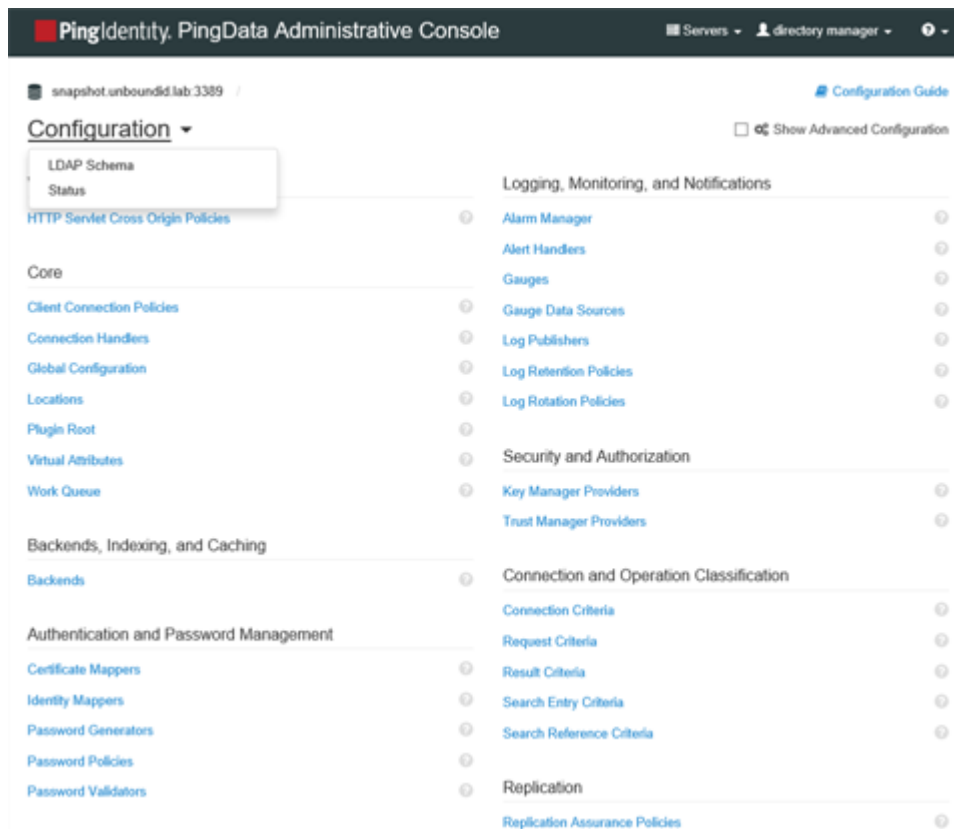 PingIdentity. PingData Administrative Console
Servers
directory manager
snapshot.unboundid.lab:3389 /
Configuration Guide
Configuration
Show Advanced Configuration
LDAP Schema
Status
HTTP Servlet Cross Origin Policies
Core
Client Connection Policies
Connection Handlers
Global Configuration
Locations
Plugin Root
Virtual Attributes
Work Queue
Backends, Indexing, and Caching
Backends
Authentication and Password Management
Certificate Mappers
Identity Mappers
Password Generators
Password Policies
Password Validators
Logging, Monitoring, and Notifications
Alarm Manager
Alert Handlers
Gauges
Gauge Data Sources
Log Publishers
Log Retention Policies
Log Rotation Policies
Security and Authorization
Key Manager Providers
Trust Manager Providers
Connection and Operation Classification
Connection Criteria
Request Criteria
Result Criteria
Search Entry Criteria
Search Reference Criteria
Replication
Replication Assurance Policies